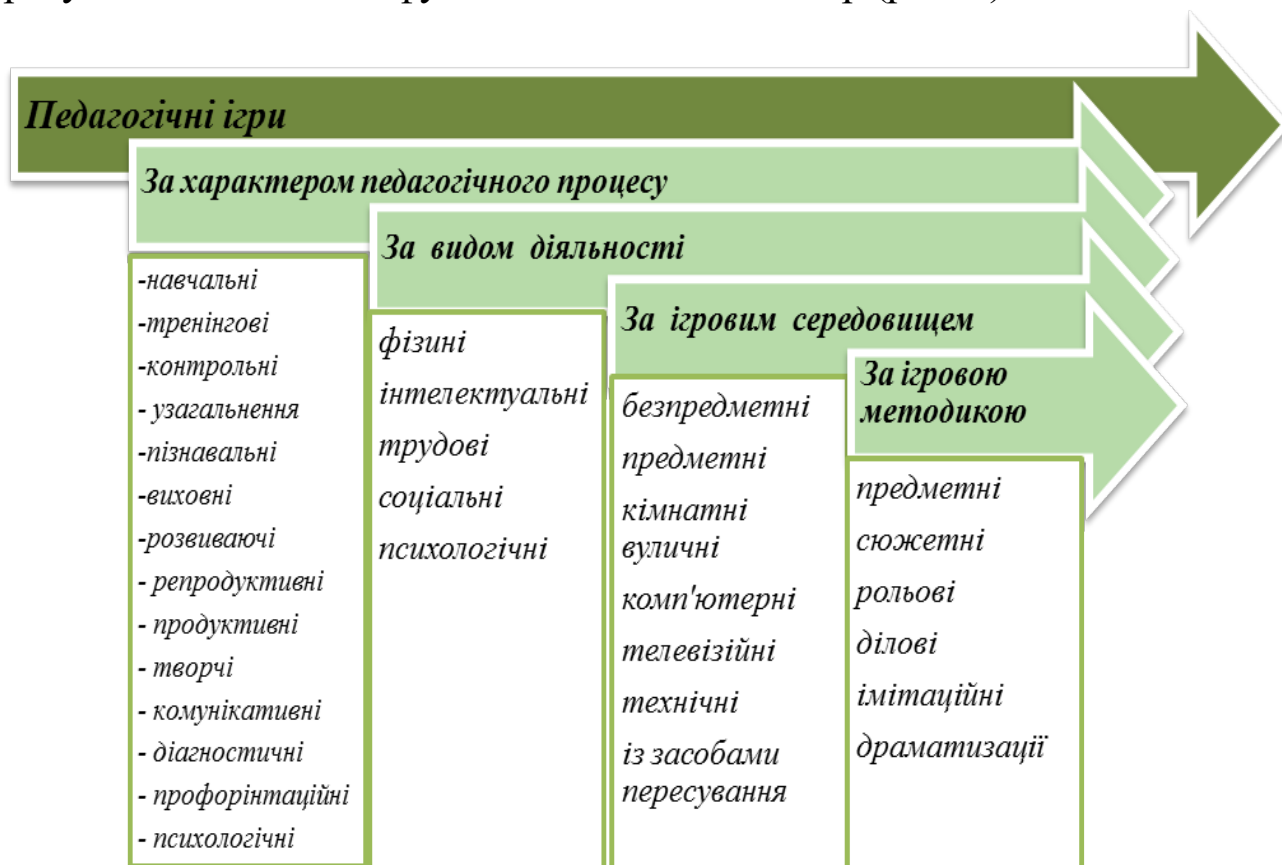 Педагогічні ігри
За характером педагогічного процесу
-навчальні
-тренінгові
-контрольні
- узагальнення
-пізнавальні
-виховні
-розвиваючі
- репродуктивні
- продуктивні
- творчі
- комунікативні
- діагностичні
- профорінтаційні
- психологічні
За видом діяльності
фізині
інтелектуальні
трудові
соціальні
психологічні
За ігровим середовищем
безпредметні
предметні
кімнатні
вуличні
комп'ютерні
телевізійні
технічні
із засобами
пересування
За ігровою
методикою
предметні
сюжетні
рольові
ділові
імітаційні
драматизації